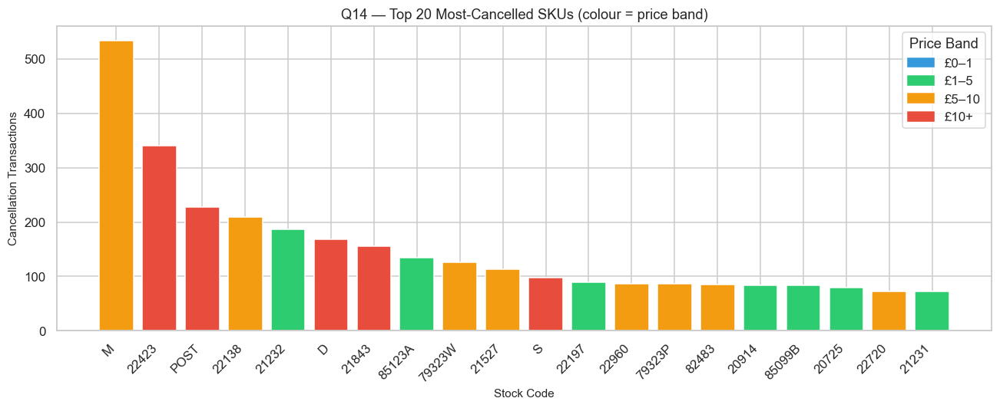 Q14 — Top 20 Most-Cancelled SKUs (colour = price band)
Price Band
£0–1
£1–5
£5–10
£10+
Cancellation Transactions
500
400
300
200
100
0
M
22423
POST
22138
21232
D
21843
85123A
79323W
21527
S
22197
22960
79323P
82483
20914
85099B
20725
22720
21231
Stock Code